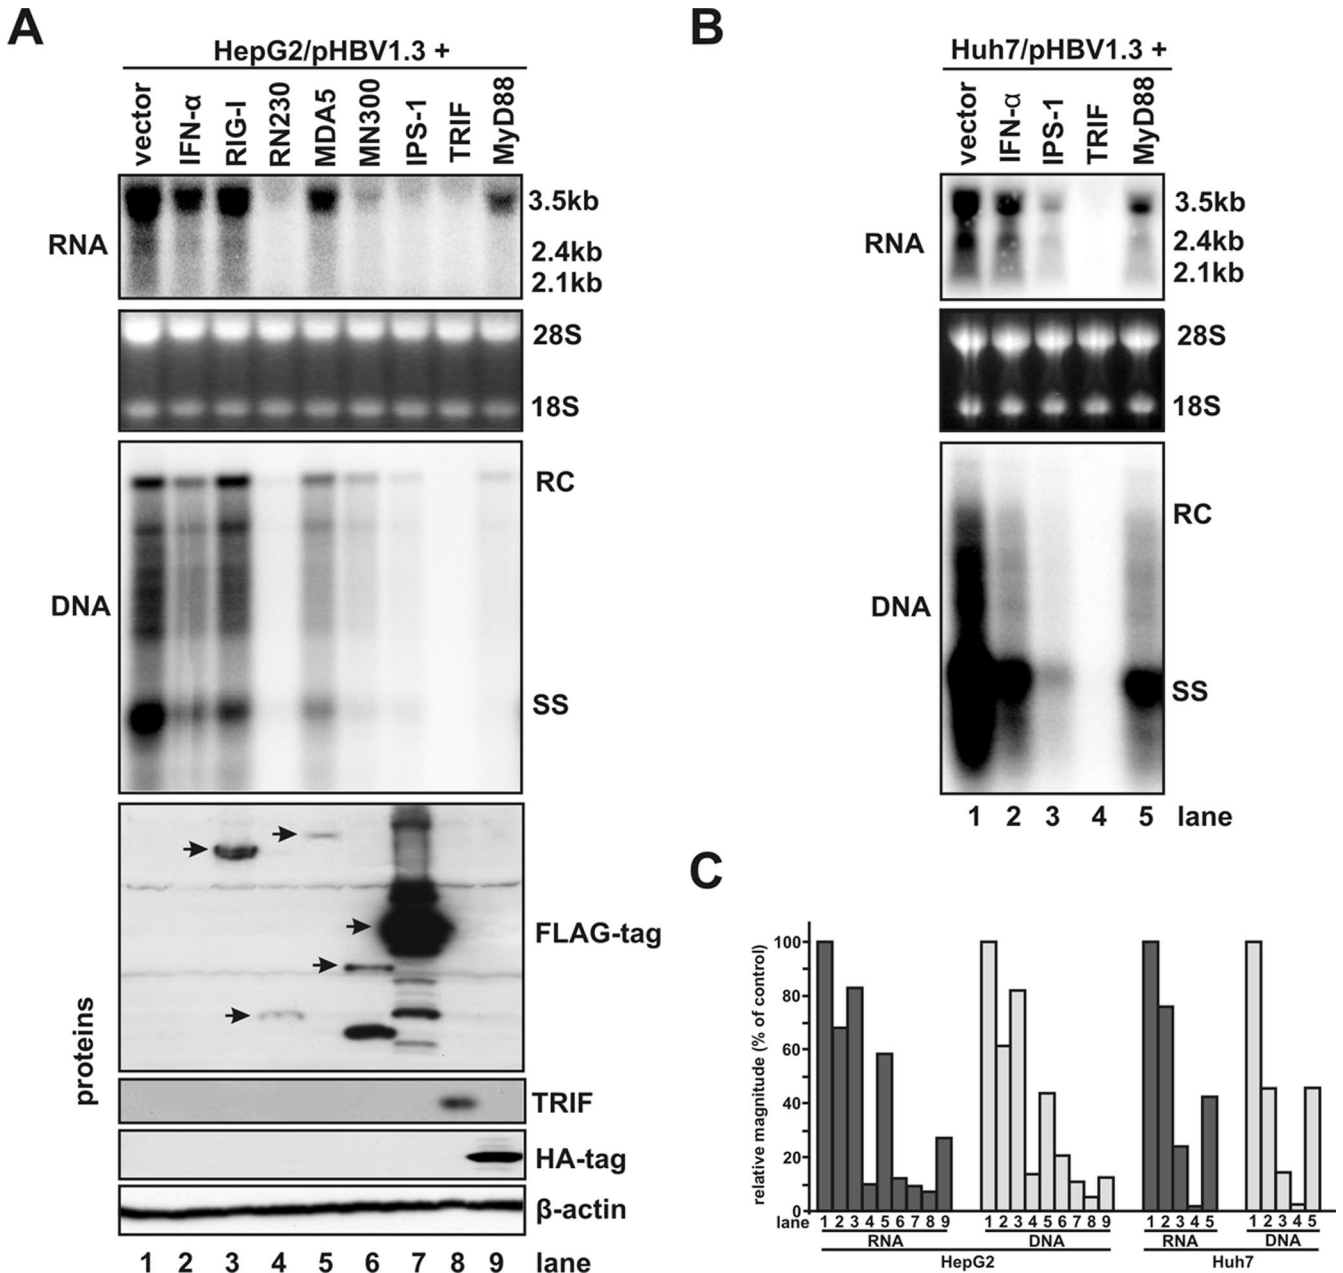 A
HepG2/pHBV1.3 +
vector IFN-α RIG-I RN230 MDA5 MN300 IPS-1 TRIF MyD88
RNA
3.5kb
2.4kb
2.1kb
28S
18S
DNA
RC
SS
proteins
FLAG-tag
TRIF
HA-tag
β-actin
1 2 3 4 5 6 7 8 9 lane
B
Huh7/pHBV1.3 +
vector IFN-α IPS-1 TRIF MyD88
RNA
3.5kb
2.4kb
2.1kb
28S
18S
DNA
RC
SS
1 2 3 4 5 lane
C
relative magnitude (% of control)
100
80
60
40
20
0
lane 1 2 3 4 5 6 7 8 9 1 2 3 4 5 6 7 8 9 1 2 3 4 5 1 2 3 4 5
RNA DNA RNA DNA
HepG2 Huh7